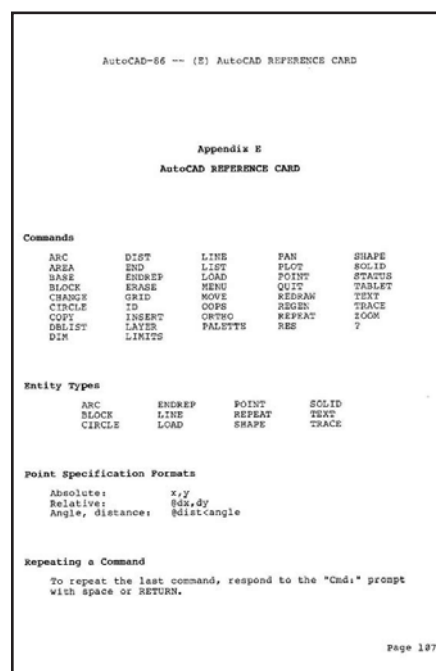 AutoCAD-86 -- (E) AutoCAD REFERENCE CARD
Appendix E
AutoCAD REFERENCE CARD
Commands
ARC DIST LINE PAN SHAPE
AREA END LIST PLOT SOLID
BASE ENDREP LOAD POINT STATUS
BLOCK ERASE MENU QUIT TABLET
CHANGE GRID MOVE REDRAW TEXT
CIRCLE ID OOPS REGEN TRACE
COPY INSERT ORTHO REPEAT ZOOM
DBLIST LAYER PALETTE RES ?
DIM LIMITS
Entity Types
ARC ENDREP POINT SOLID
BLOCK LINE REPEAT TEXT
CIRCLE LOAD SHAPE TRACE
Point Specification Formats
Absolute: x,y
Relative: @dx,dy
Angle, distance: @dist<angle
Repeating a Command
To repeat the last command, respond to the "Cmd:" prompt
with space or RETURN.
Page 107